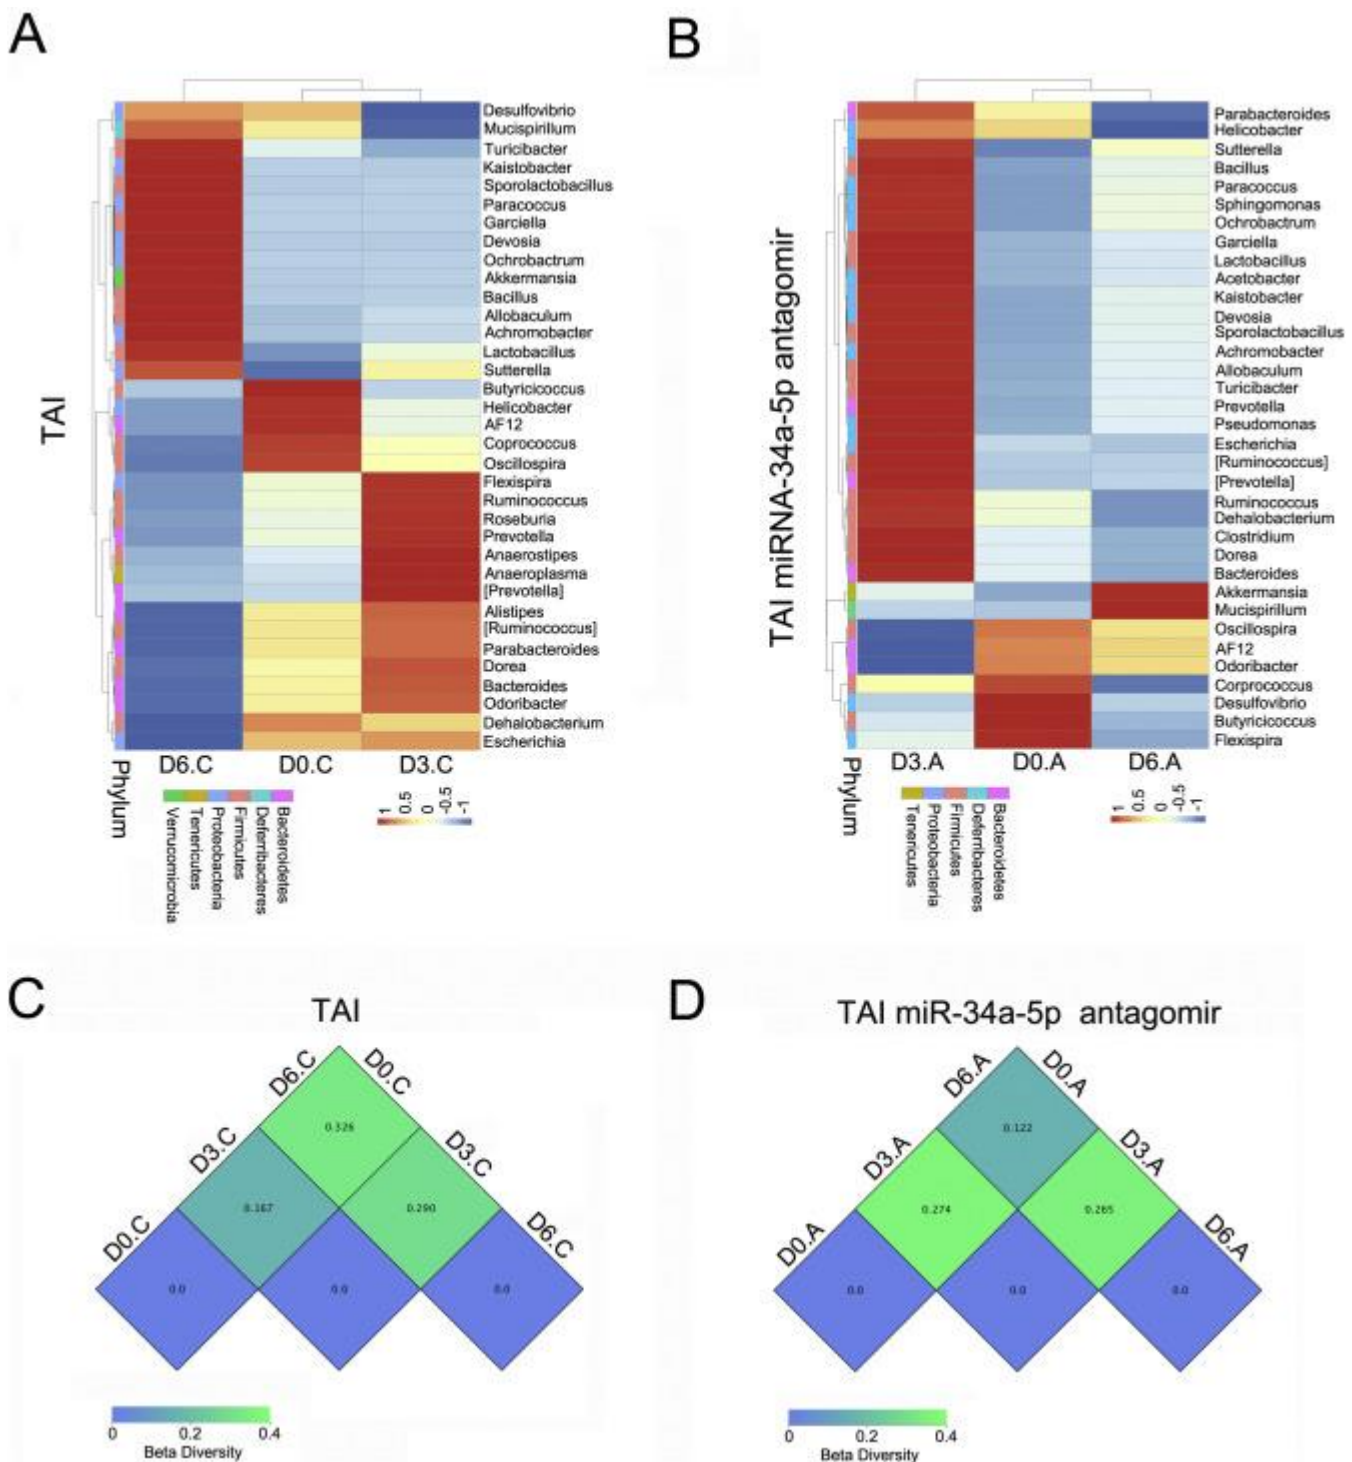 A
B
TAI
Desulfovibrio
Mucispirillum
Turicibacter
Kaistobacter
Sporolactobacillus
Paracoccus
Garciella
Devosia
Ochrobactrum
Akkermansia
Bacillus
Allobaculum
Achromobacter
Lactobacillus
Sutterella
Butyricicoccus
Helicobacter
AF12
Coprococcus
Oscillospira
Flexispira
Ruminococcus
Roseburia
Prevotella
Anaerostipes
Anaeroplasma
[Prevotella]
Alistipes
[Ruminococcus]
Parabacteroides
Dorea
Bacteroides
Odoribacter
Dehalobacterium
Escherichia
D6.C D0.C D3.C
Phylum
Verrucomicrobia
Tenericutes
Proteobacteria
Firmicutes
Deferribacteres
Bacteroidetes
1 0.5 0 -0.5 -1
TAI miRNA-34a-5p antagomir
Parabacteroides
Helicobacter
Sutterella
Bacillus
Paracoccus
Sphingomonas
Ochrobactrum
Garciella
Lactobacillus
Acetobacter
Kaistobacter
Devosia
Sporolactobacillus
Achromobacter
Allobaculum
Turicibacter
Prevotella
Pseudomonas
Escherichia
[Ruminococcus]
[Prevotella]
Ruminococcus
Dehalobacterium
Clostridium
Dorea
Bacteroides
Akkermansia
Mucispirillum
Oscillospira
AF12
Odoribacter
Corprococcus
Desulfovibrio
Butyricicoccus
Flexispira
D3.A D0.A D6.A
Phylum
Tenericutes
Proteobacteria
Firmicutes
Deferribacteres
Bacteroidetes
1 0.5 0 -0.5 -1
C
TAI
D6.C D0.C
0.326
D3.C D3.C
0.167 0.290
D0.C D6.C
0.0 0.0 0.0
0 0.2 0.4
Beta Diversity
D
TAI miR-34a-5p antagomir
D6.A D0.A
0.122
D3.A D3.A
0.274 0.265
D0.A D6.A
0.0 0.0 0.0
0 0.2 0.4
Beta Diversity